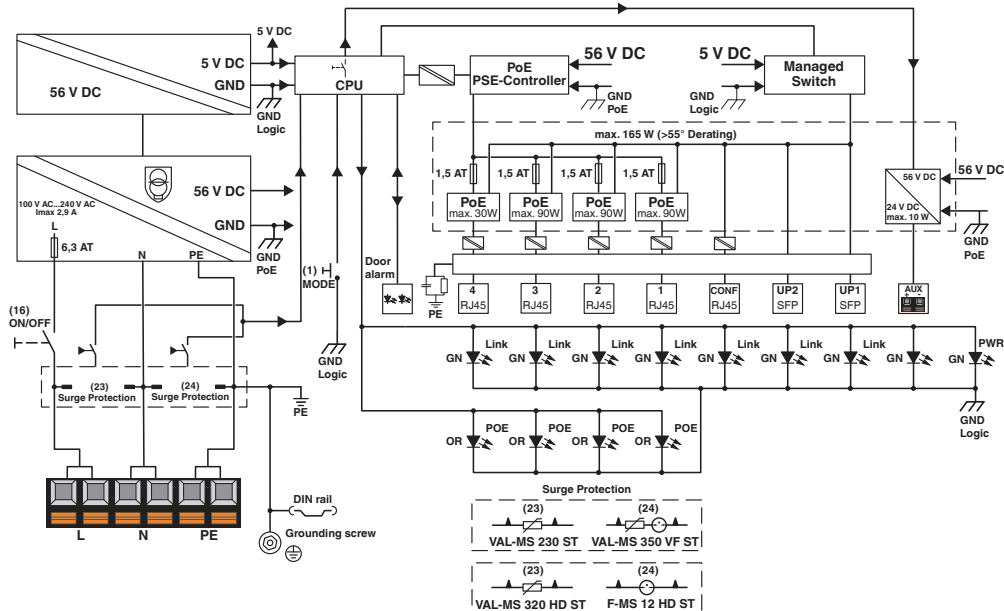 5 V DC
56 V DC
5 V DC
GND
GND
Logic
CPU
PoE
PSE-Controller
56 V DC
GND
PoE
5 V DC
GND
Logic
Managed
Switch
max. 165 W (>55° Derating)
100 V AC...240 V AC
Imax 2,9 A
L
6,3 AT
N
PE
56 V DC
GND
GND
PoE
1,5 AT
1,5 AT
1,5 AT
1,5 AT
PoE
max. 30W
PoE
max. 90W
PoE
max. 90W
PoE
max. 90W
56 V DC
24 V DC
max. 10 W
56 V DC
GND
PoE
(1)
MODE
Door
alarm
GND
Logic
PE
4
RJ45
3
RJ45
2
RJ45
1
RJ45
CONF
RJ45
UP2
SFP
UP1
SFP
AUX
+ -
(16)
ON/OFF
(23)
Surge Protection
(24)
Surge Protection
PE
Link
GN
Link
GN
Link
GN
Link
GN
Link
GN
Link
GN
Link
GN
GN
PWR
GN
GND
Logic
POE
OR
POE
OR
POE
OR
POE
OR
L
N
PE
DIN rail
Grounding screw
Surge Protection
(23)
VAL-MS 230 ST
(24)
VAL-MS 350 VF ST
(23)
VAL-MS 320 HD ST
(24)
F-MS 12 HD ST